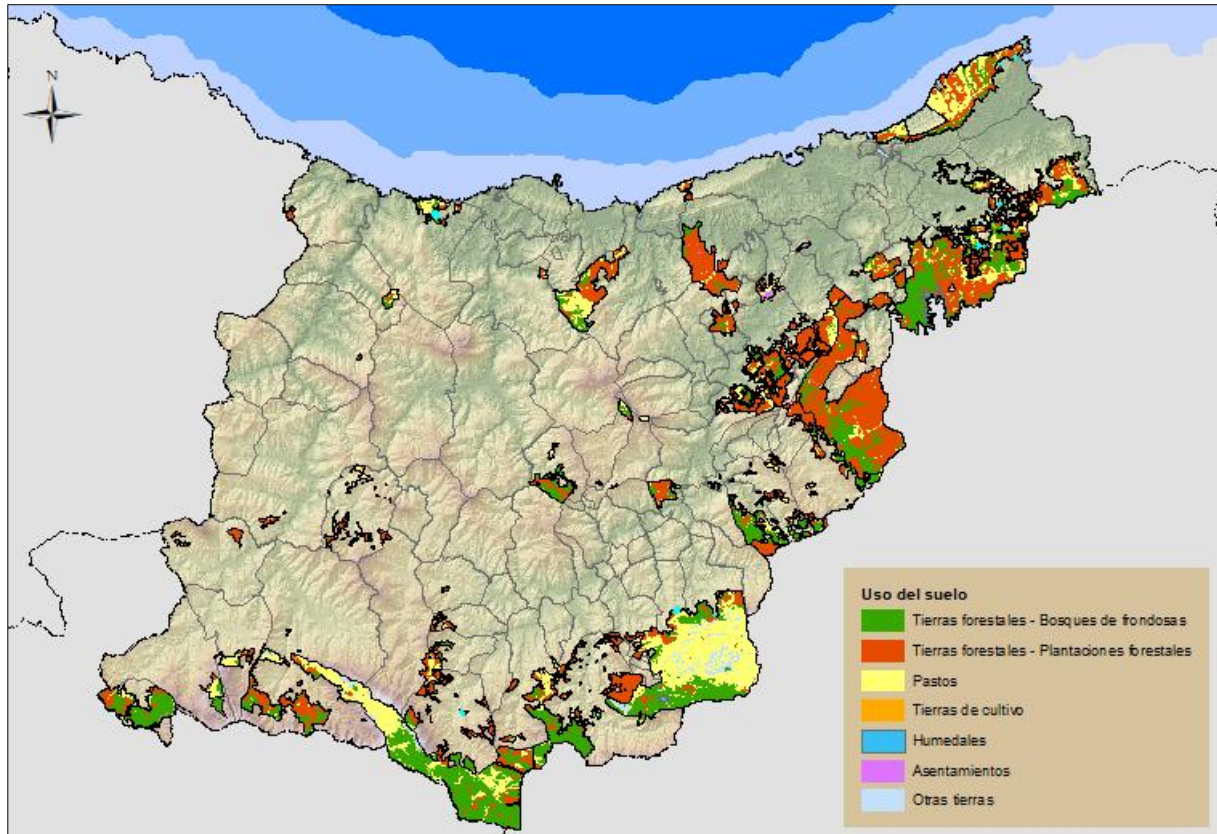 N
Uso del suelo
Tierras forestales - Bosques de frondosas
Tierras forestales - Plantaciones forestales
Pastos
Tierras de cultivo
Humedales
Asentamientos
Otras tierras